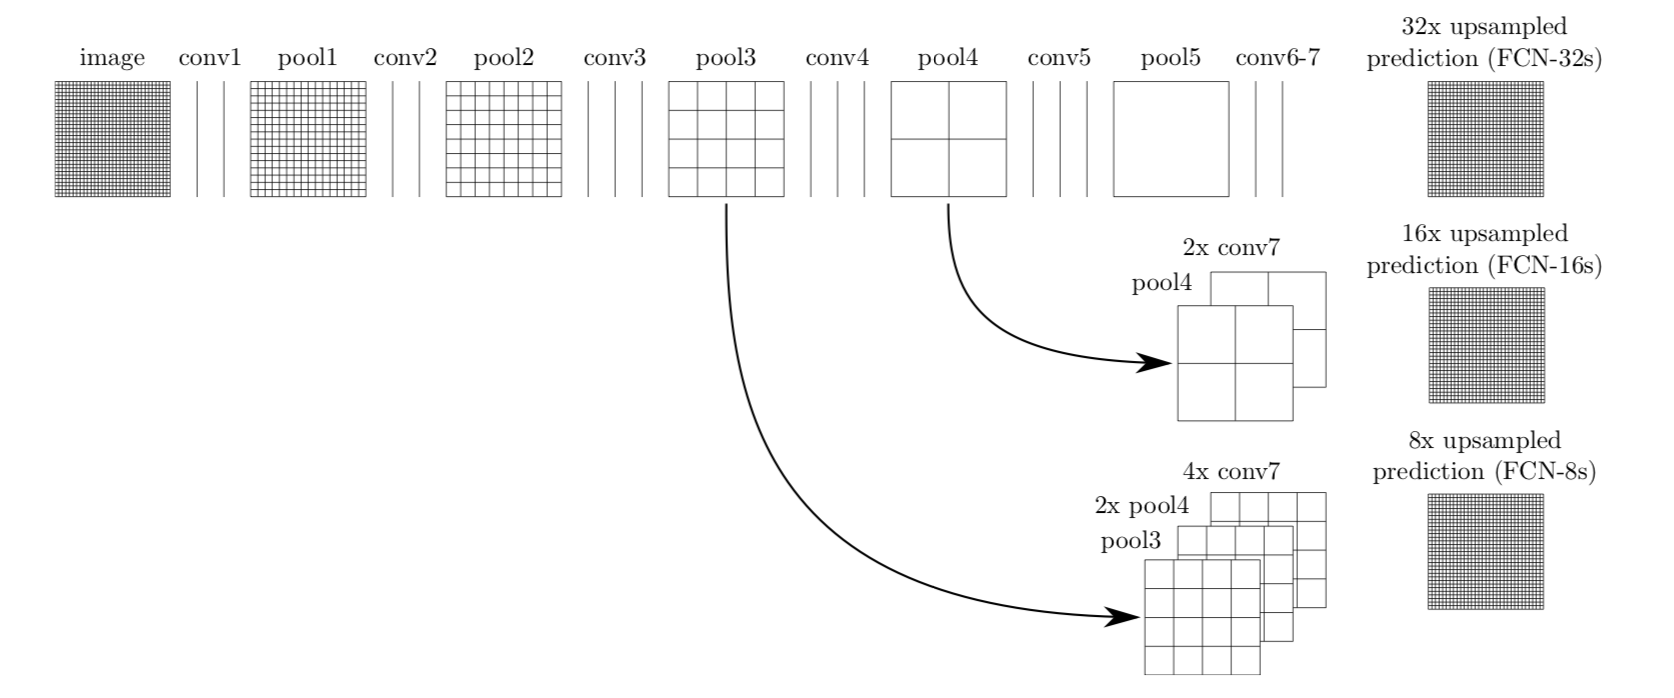 image conv1 pool1 conv2 pool2 conv3 pool3 conv4 pool4 conv5 pool5 conv6-7
32x upsampled
prediction (FCN-32s)
16x upsampled
prediction (FCN-16s)
2x conv7
pool4
8x upsampled
prediction (FCN-8s)
4x conv7
2x pool4
pool3